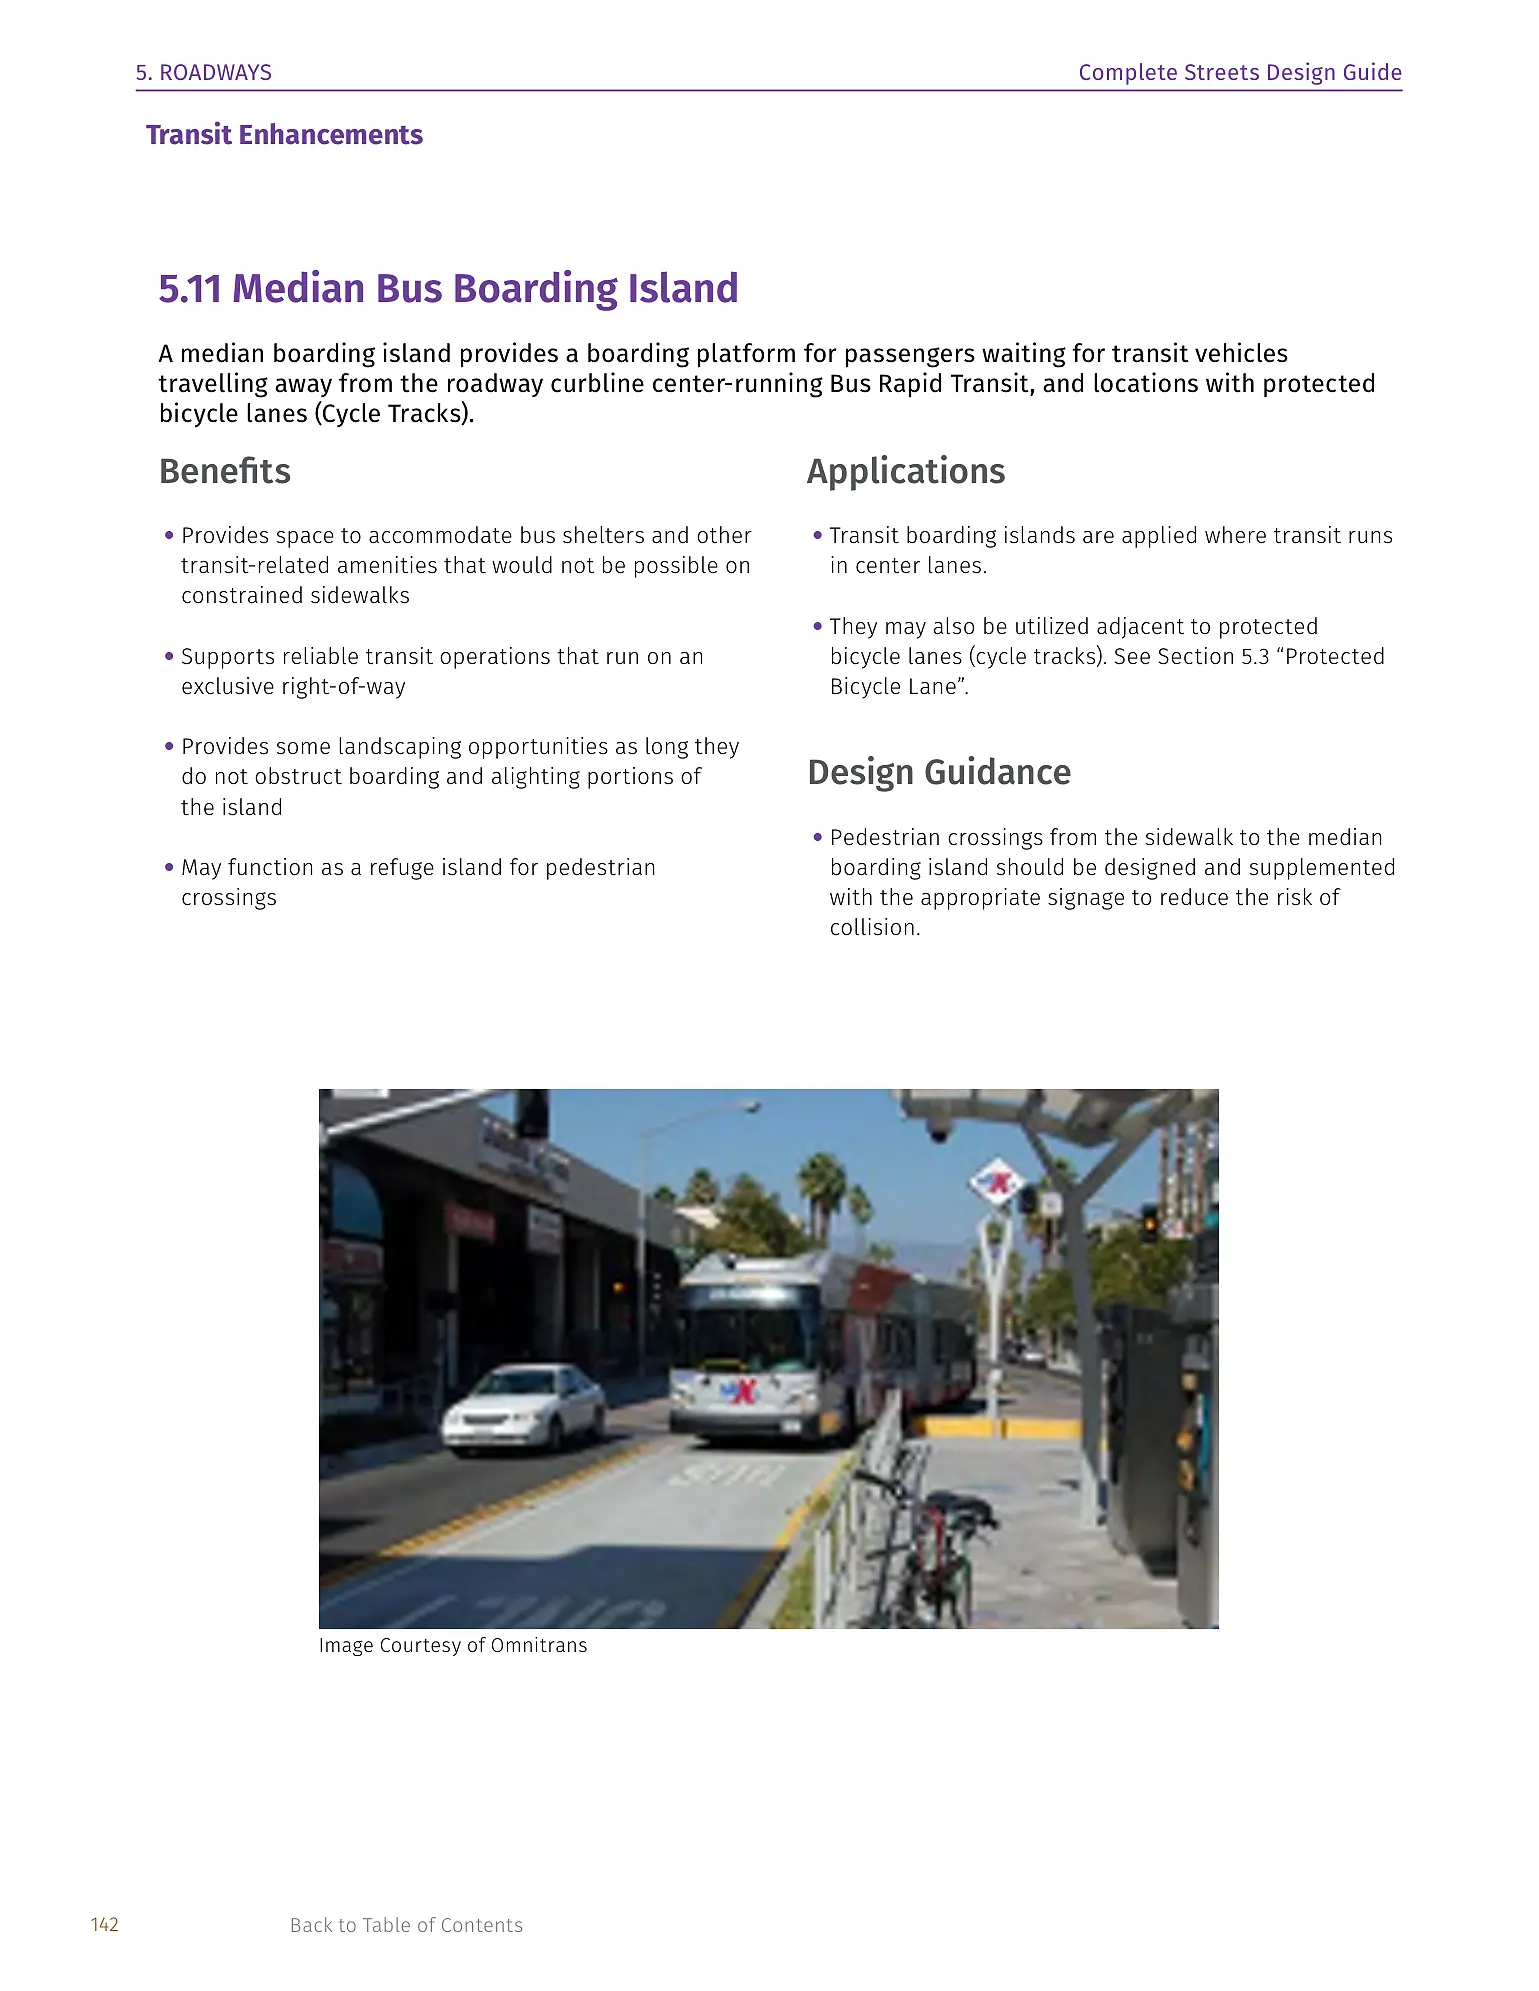 5. ROADWAYS
Complete Streets Design Guide
Transit Enhancements
5.11 Median Bus Boarding Island
A median boarding island provides a boarding platform for passengers waiting for transit vehicles
travelling away from the roadway curbline center-running Bus Rapid Transit, and locations with protected
bicycle lanes (Cycle Tracks).
Benefits
• Provides space to accommodate bus shelters and other
transit-related amenities that would not be possible on
constrained sidewalks
• Supports reliable transit operations that run on an
exclusive right-of-way
• Provides some landscaping opportunities as long they
do not obstruct boarding and alighting portions of
the island
• May function as a refuge island for pedestrian
crossings
Applications
• Transit boarding islands are applied where transit runs
in center lanes.
• They may also be utilized adjacent to protected
bicycle lanes (cycle tracks). See Section 5.3 “Protected
Bicycle Lane”.
Design Guidance
• Pedestrian crossings from the sidewalk to the median
boarding island should be designed and supplemented
with the appropriate signage to reduce the risk of
collision.
Image Courtesy of Omnitrans
142
Back to Table of Contents